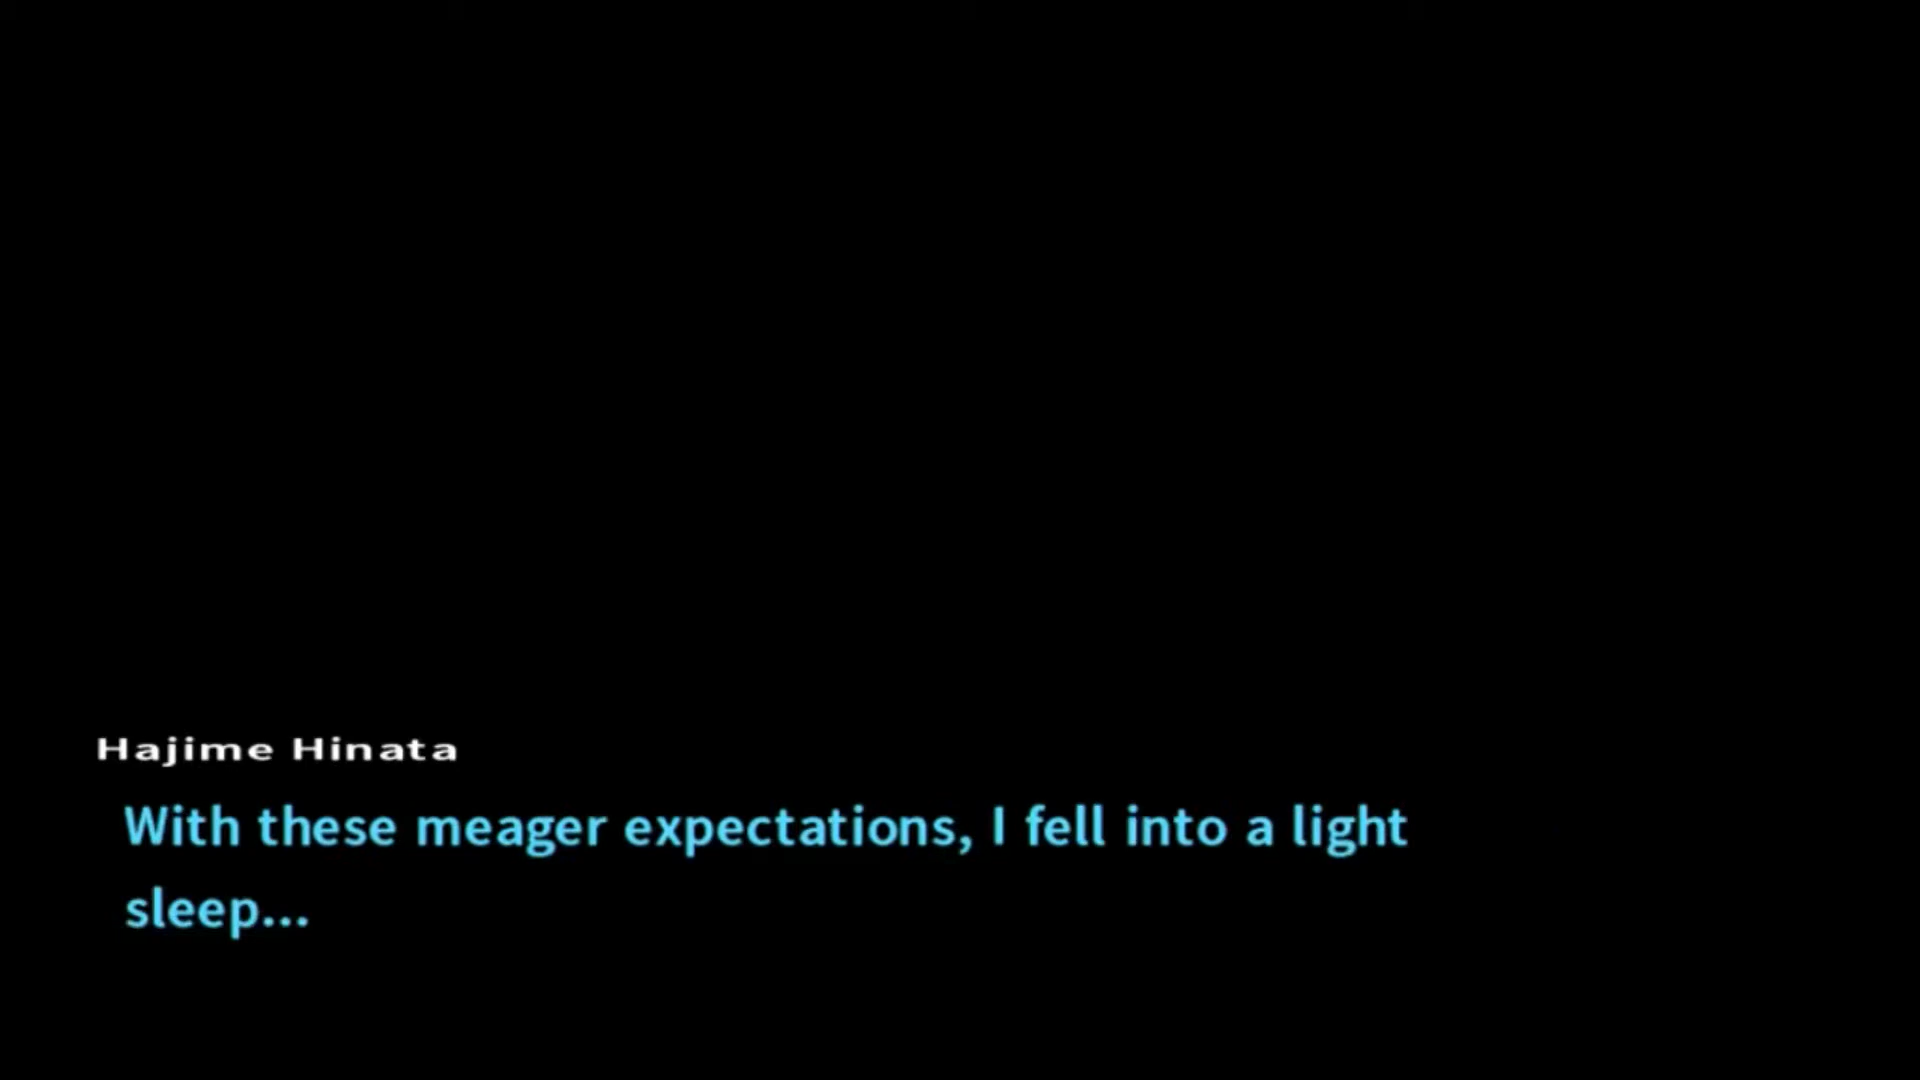 Hajime Hinata
With these meager expectations, I fell into a light
sleep...